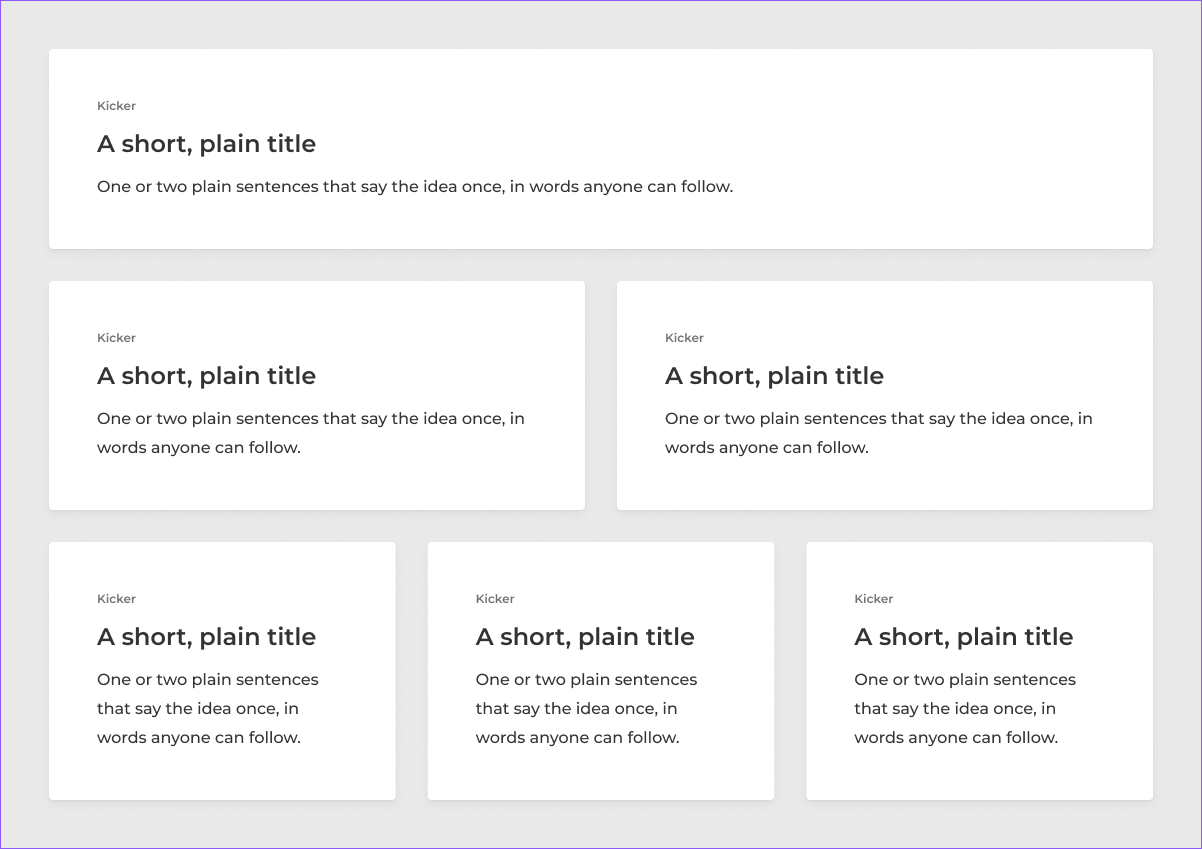 Kicker
A short, plain title
One or two plain sentences that say the idea once, in words anyone can follow.
Kicker
A short, plain title
One or two plain sentences that say the idea once, in
words anyone can follow.
Kicker
A short, plain title
One or two plain sentences that say the idea once, in
words anyone can follow.
Kicker
A short, plain title
One or two plain sentences
that say the idea once, in
words anyone can follow.
Kicker
A short, plain title
One or two plain sentences
that say the idea once, in
words anyone can follow.
Kicker
A short, plain title
One or two plain sentences
that say the idea once, in
words anyone can follow.